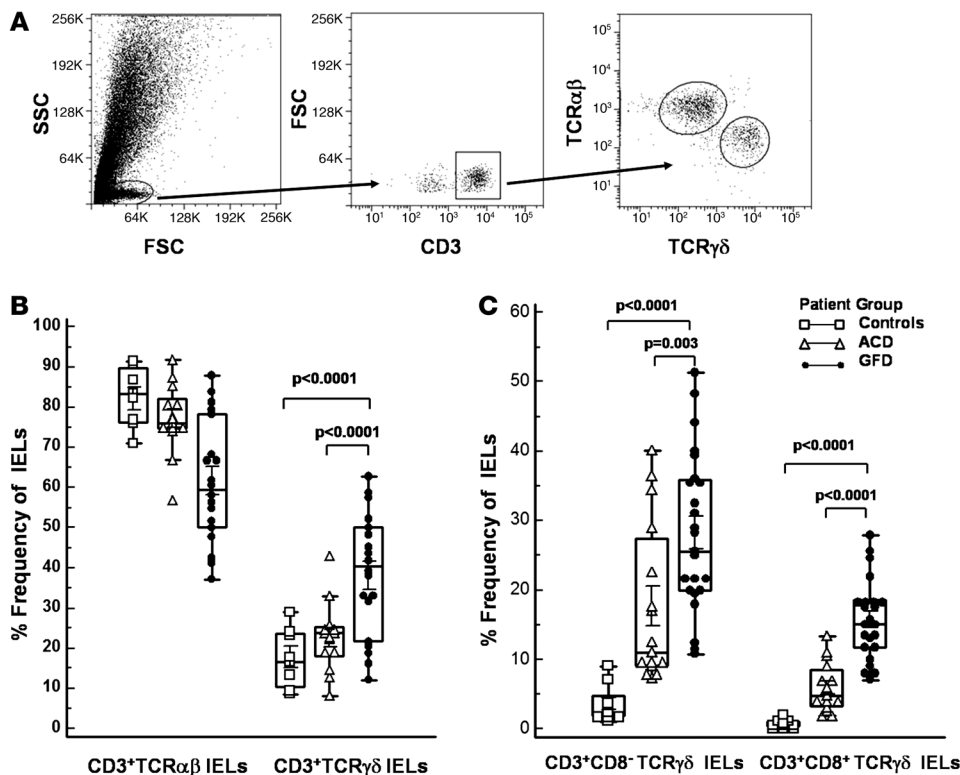 A
256K
192K
128K
64K
SSC
64K 128K 192K 256K
FSC
256K
192K
128K
64K
FSC
10¹ 10² 10³ 10⁴ 10⁵
CD3
10⁵
10⁴
10³
10²
10¹
TCRαβ
10¹ 10² 10³ 10⁴ 10⁵
TCRγδ
B
% Frequency of IELs
100
90
80
70
60
50
40
30
20
10
0
p<0.0001
p<0.0001
CD3⁺TCRαβ IELs CD3⁺TCRγδ IELs
C
% Frequency of IELs
60
50
40
30
20
10
0
p<0.0001
p=0.003
p<0.0001
p<0.0001
Patient Group
Controls
ACD
GFD
CD3⁺CD8⁻ TCRγδ IELs CD3⁺CD8⁺ TCRγδ IELs